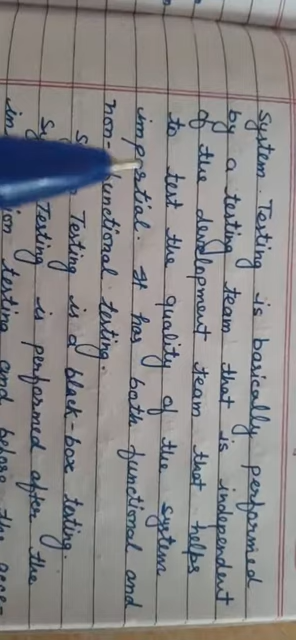 System Testing is basically performed
by a testing team that is independent
of the development team that helps
to test the quality of the system
impartial. It has both functional and
non-functional testing.
Testing is a black-box testing.
Testing is performed after the
testing and before the